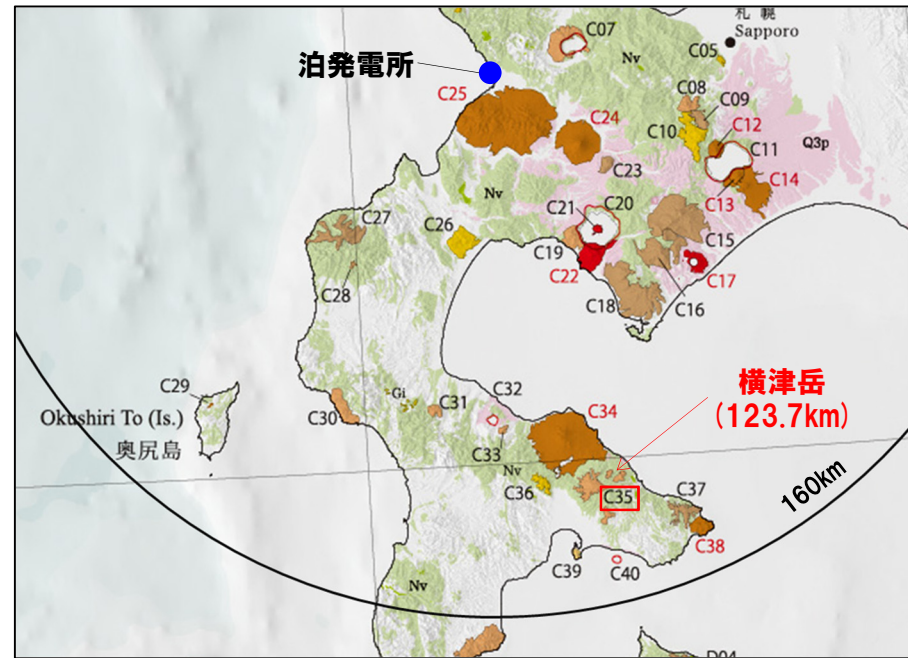 札 幌
Sapporo
C07
C05
Nv
泊発電所
C25
C08
C09
C24
C10
C12
C11
Q3p
C23
C14
C13
Nv
C27
C26
C21
C20
C15
C19
C22
C17
C28
C18
C16
C29
C32
横津岳
(123.7km)
Gi
C31
C34
Okushiri To (Is.)
C30
奥尻島
C33
Nv
C36
C35
C37
160km
C38
C39
C40
Nv
D04